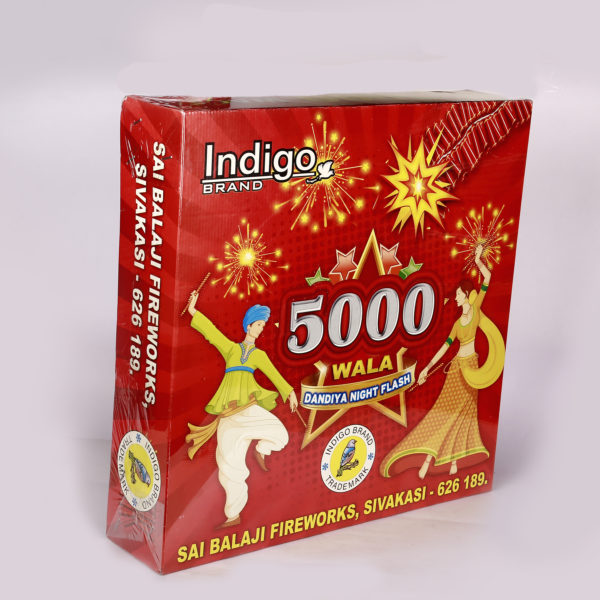 Indigo
BRAND
5000
WALA
DANDIYA NIGHT FLASH
INDIGO BRAND
TRADEMARK
SAI BALAJI FIREWORKS, SIVAKASI - 626 189.
SAI BALAJI FIREWORKS,
SIVAKASI - 626 189.
INDIGO BRAND
TRADE MARK